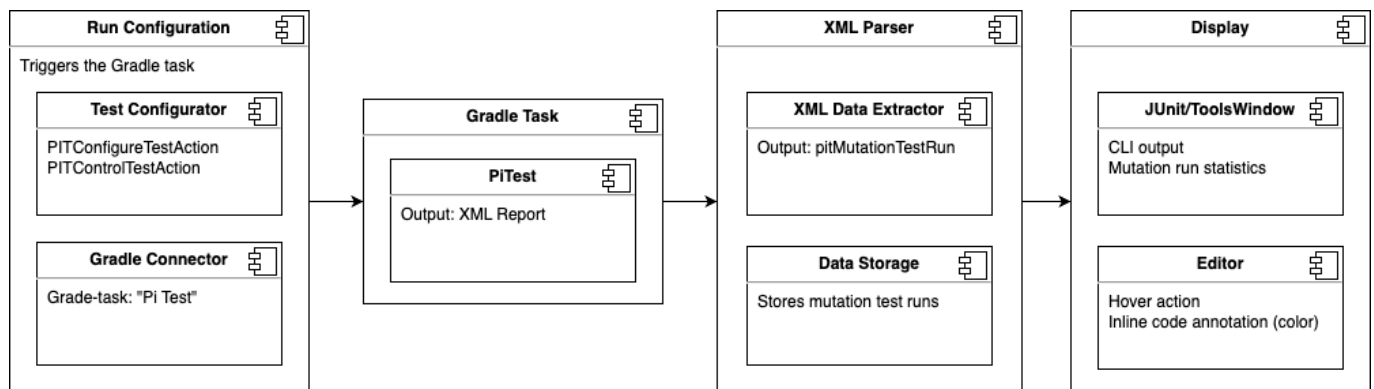 Run Configuration
Triggers the Gradle task
Test Configurator
PITConfigureTestAction
PITControlTestAction
Gradle Connector
Grade-task: "Pi Test"
Gradle Task
PiTest
Output: XML Report
XML Parser
XML Data Extractor
Output: pitMutationTestRun
Data Storage
Stores mutation test runs
Display
JUnit/ToolsWindow
CLI output
Mutation run statistics
Editor
Hover action
Inline code annotation (color)